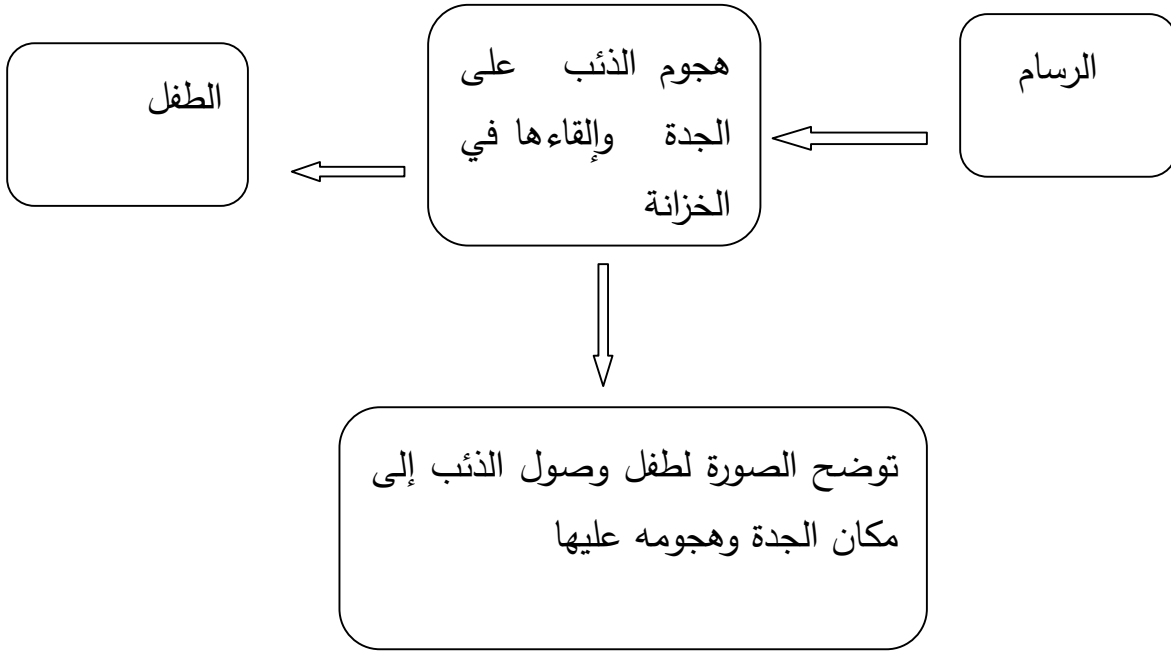 الرسام
هجوم الذئب على
الجدة وإلقاءها في
الخزانة
الطفل
توضح الصورة لطفل وصول الذئب إلى
مكان الجدة وهجومه عليها